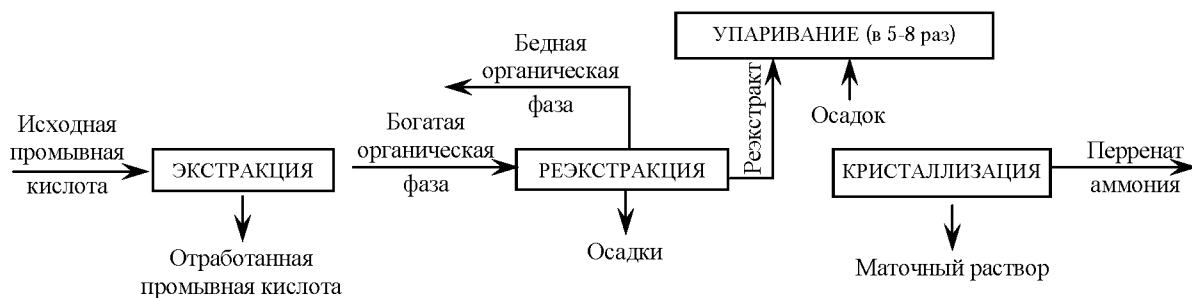 Исходная
промывная
кислота
ЭКСТРАКЦИЯ
Отработанная
промывная кислота
Бедная
органическая
фаза
Богатая
органическая
фаза
РЕЭКСТРАКЦИЯ
Осадки
Реэкстракт
УПАРИВАНИЕ (в 5-8 раз)
Осадок
КРИСТАЛЛИЗАЦИЯ
Перренат
аммония
Маточный раствор